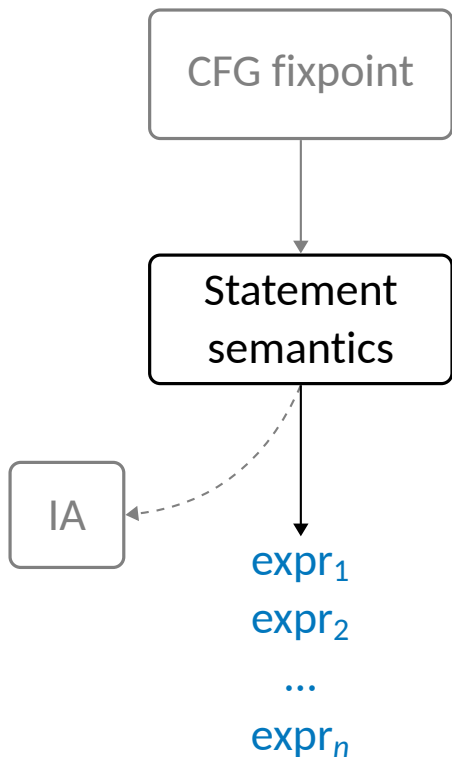 CFG fixpoint
Statement
semantics
IA
expr₁
expr₂
...
exprₙ